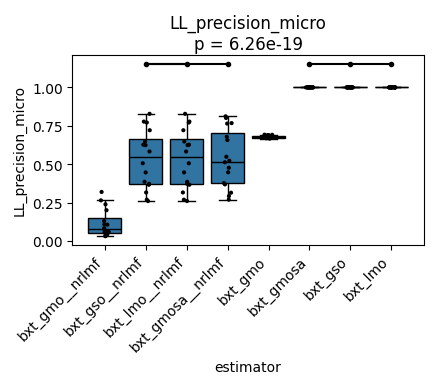 LL_precision_micro
p = 6.26e-19
LL_precision_micro
1.00
0.75
0.50
0.25
0.00
bxt_gmo__nrlmf
bxt_gso__nrlmf
bxt_lmo__nrlmf
bxt_gmosa__nrlmf
bxt_gmo
bxt_gmosa
bxt_gso
bxt_lmo
estimator